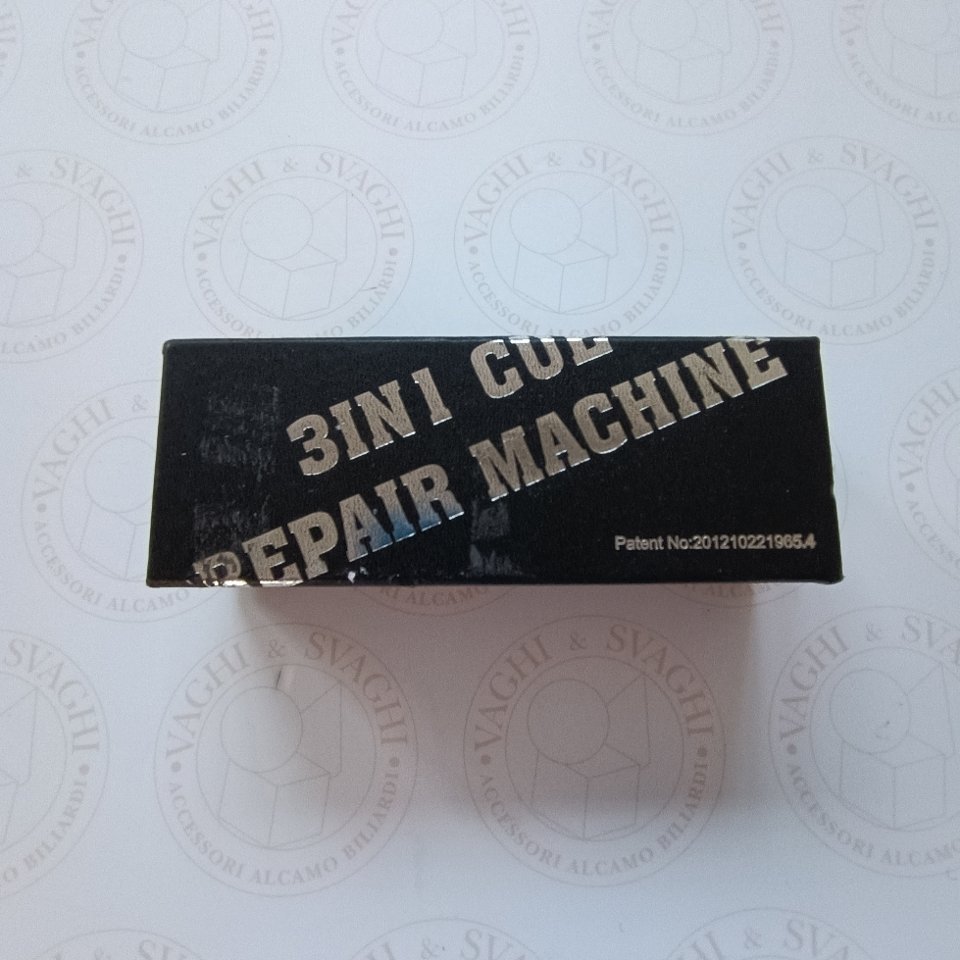 3IN1 CUE
REPAIR MACHINE
Patent No:201210221965.4
VAGHI & SVAGHI
ACCESSORI ALCAMO BILIARDI